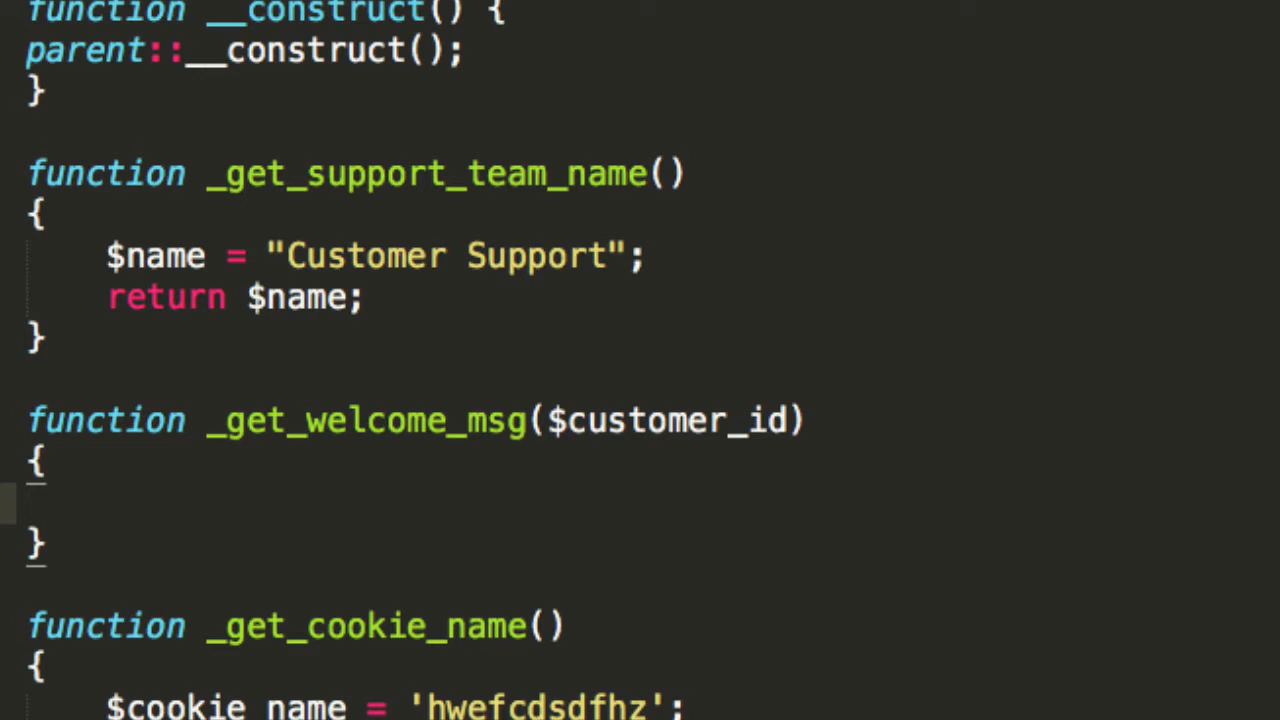 function __construct() {
parent::__construct();
}
function _get_support_team_name()
{
$name = "Customer Support";
return $name;
}
function _get_welcome_msg($customer_id)
{
}
function _get_cookie_name()
{
$cookie_name = 'hwefcdsdfhz';